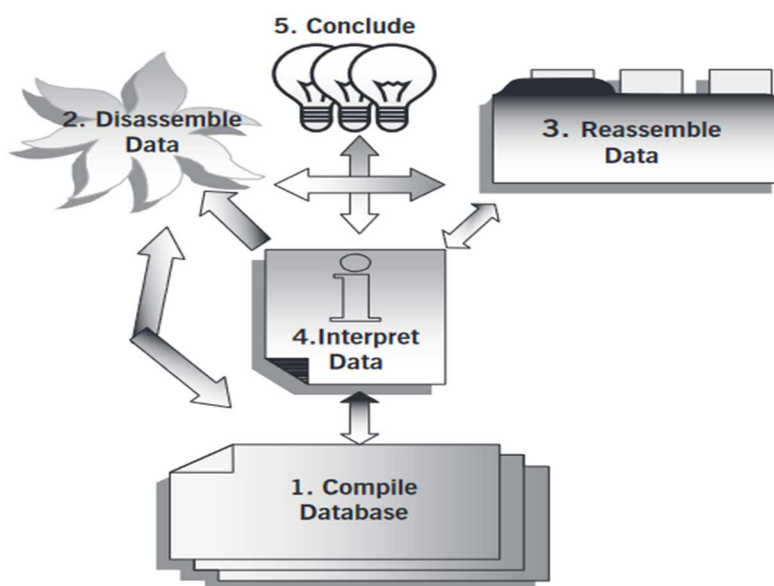 5. Conclude
2. Disassemble
Data
3. Reassemble
Data
4.Interpret
Data
1. Compile
Database